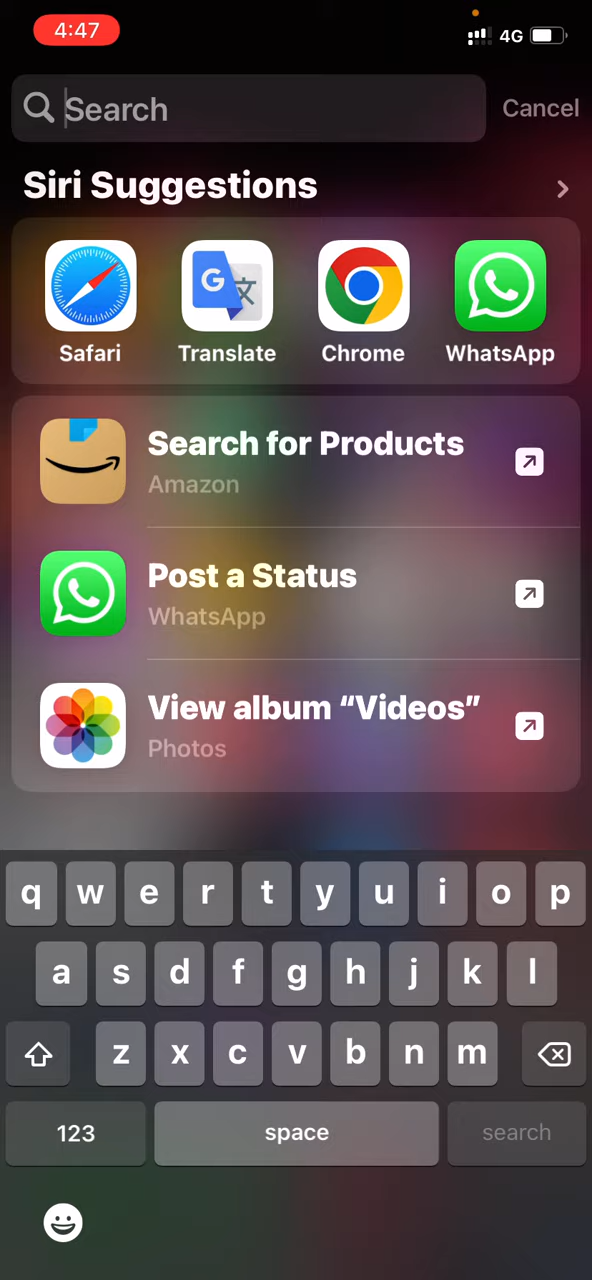 4:47
4G
Search
Cancel
Siri Suggestions
G 文
Safari
Translate
Chrome
WhatsApp
Search for Products
Amazon
Post a Status
WhatsApp
View album “Videos”
Photos
q w e r t y u i o p
a s d f g h j k l
z x c v b n m
123
space
search